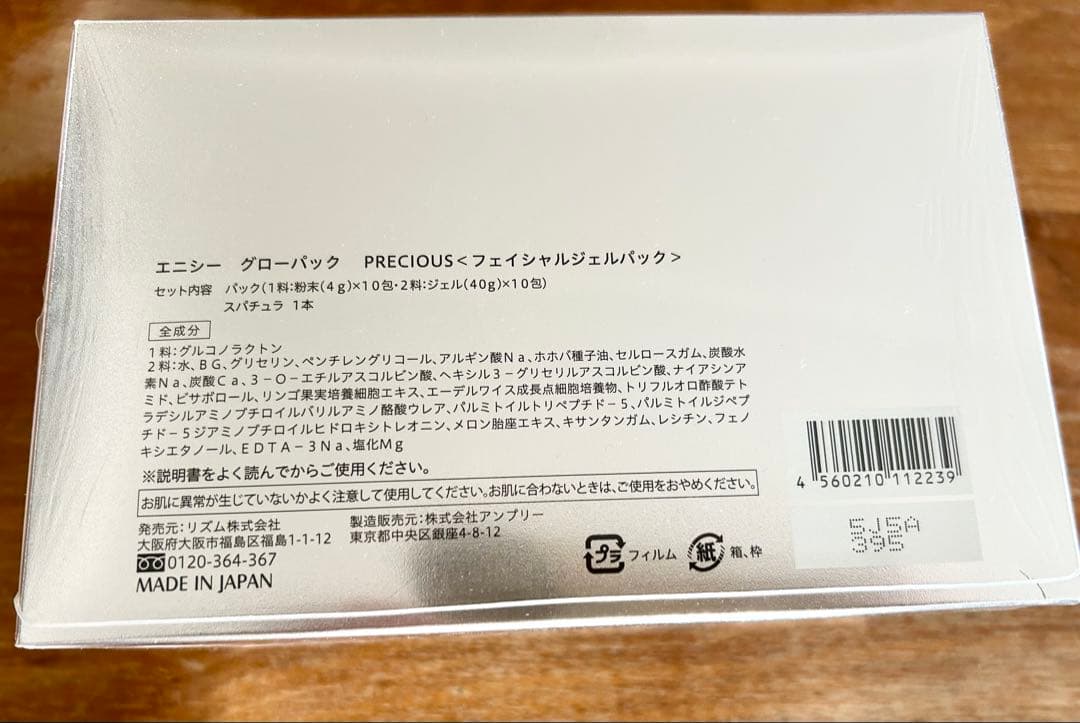 エニシー　グローパック　PRECIOUS＜フェイシャルジェルパック＞
セット内容　パック(1料:粉末(4g)×10包・2料:ジェル(40g)×10包)
スパチュラ 1本
全成分
1料:グルコノラクトン
2料:水、BG、グリセリン、ペンチレングリコール、アルギン酸Na、ホホバ種子油、セルロースガム、炭酸水
素Na、炭酸Ca、3－O－エチルアスコルビン酸、ヘキシル3－グリセリルアスコルビン酸、ナイアシンア
ミド、ビサボロール、リンゴ果実培養細胞エキス、エーデルワイス成長点細胞培養物、トリフルオロ酢酸テト
ラデシルアミノブチロイルバリルアミノ酪酸ウレア、パルミトイルトリペプチド－5、パルミトイルジペプ
チド－5ジアミノブチロイルヒドロキシトレオニン、メロン胎座エキス、キサンタンガム、レシチン、フェノ
キシエタノール、EDTA－3Na、塩化Mg
※説明書をよく読んでからご使用ください。
お肌に異常が生じていないかよく注意して使用してください。お肌に合わないときは、ご使用をおやめください。
発売元:リズム株式会社　製造販売元:株式会社アンプリー
大阪府大阪市福島区福島1-1-12　東京都中央区銀座4-8-12
0120-364-367
MADE IN JAPAN
プラ フィルム　紙 箱、枠
4 560210 112239
5J5A
395